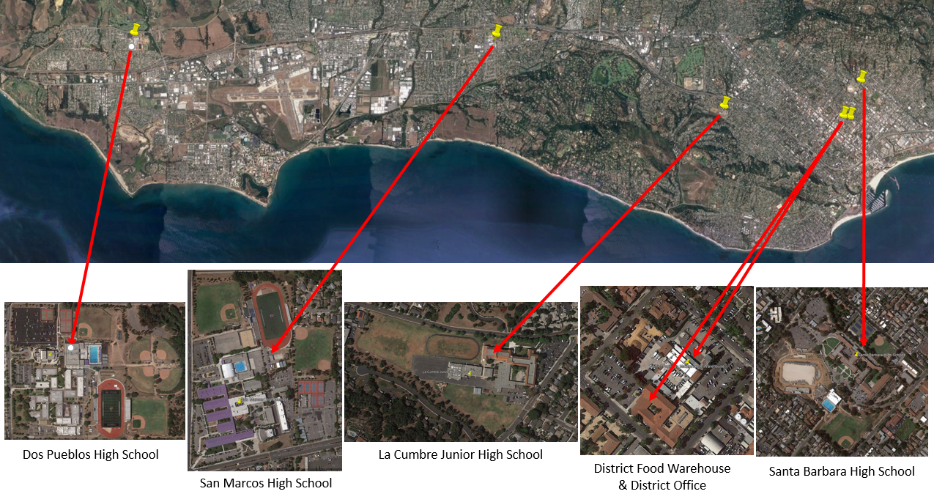 Dos Pueblos High School
San Marcos High School
La Cumbre Junior High School
District Food Warehouse
& District Office
Santa Barbara High School